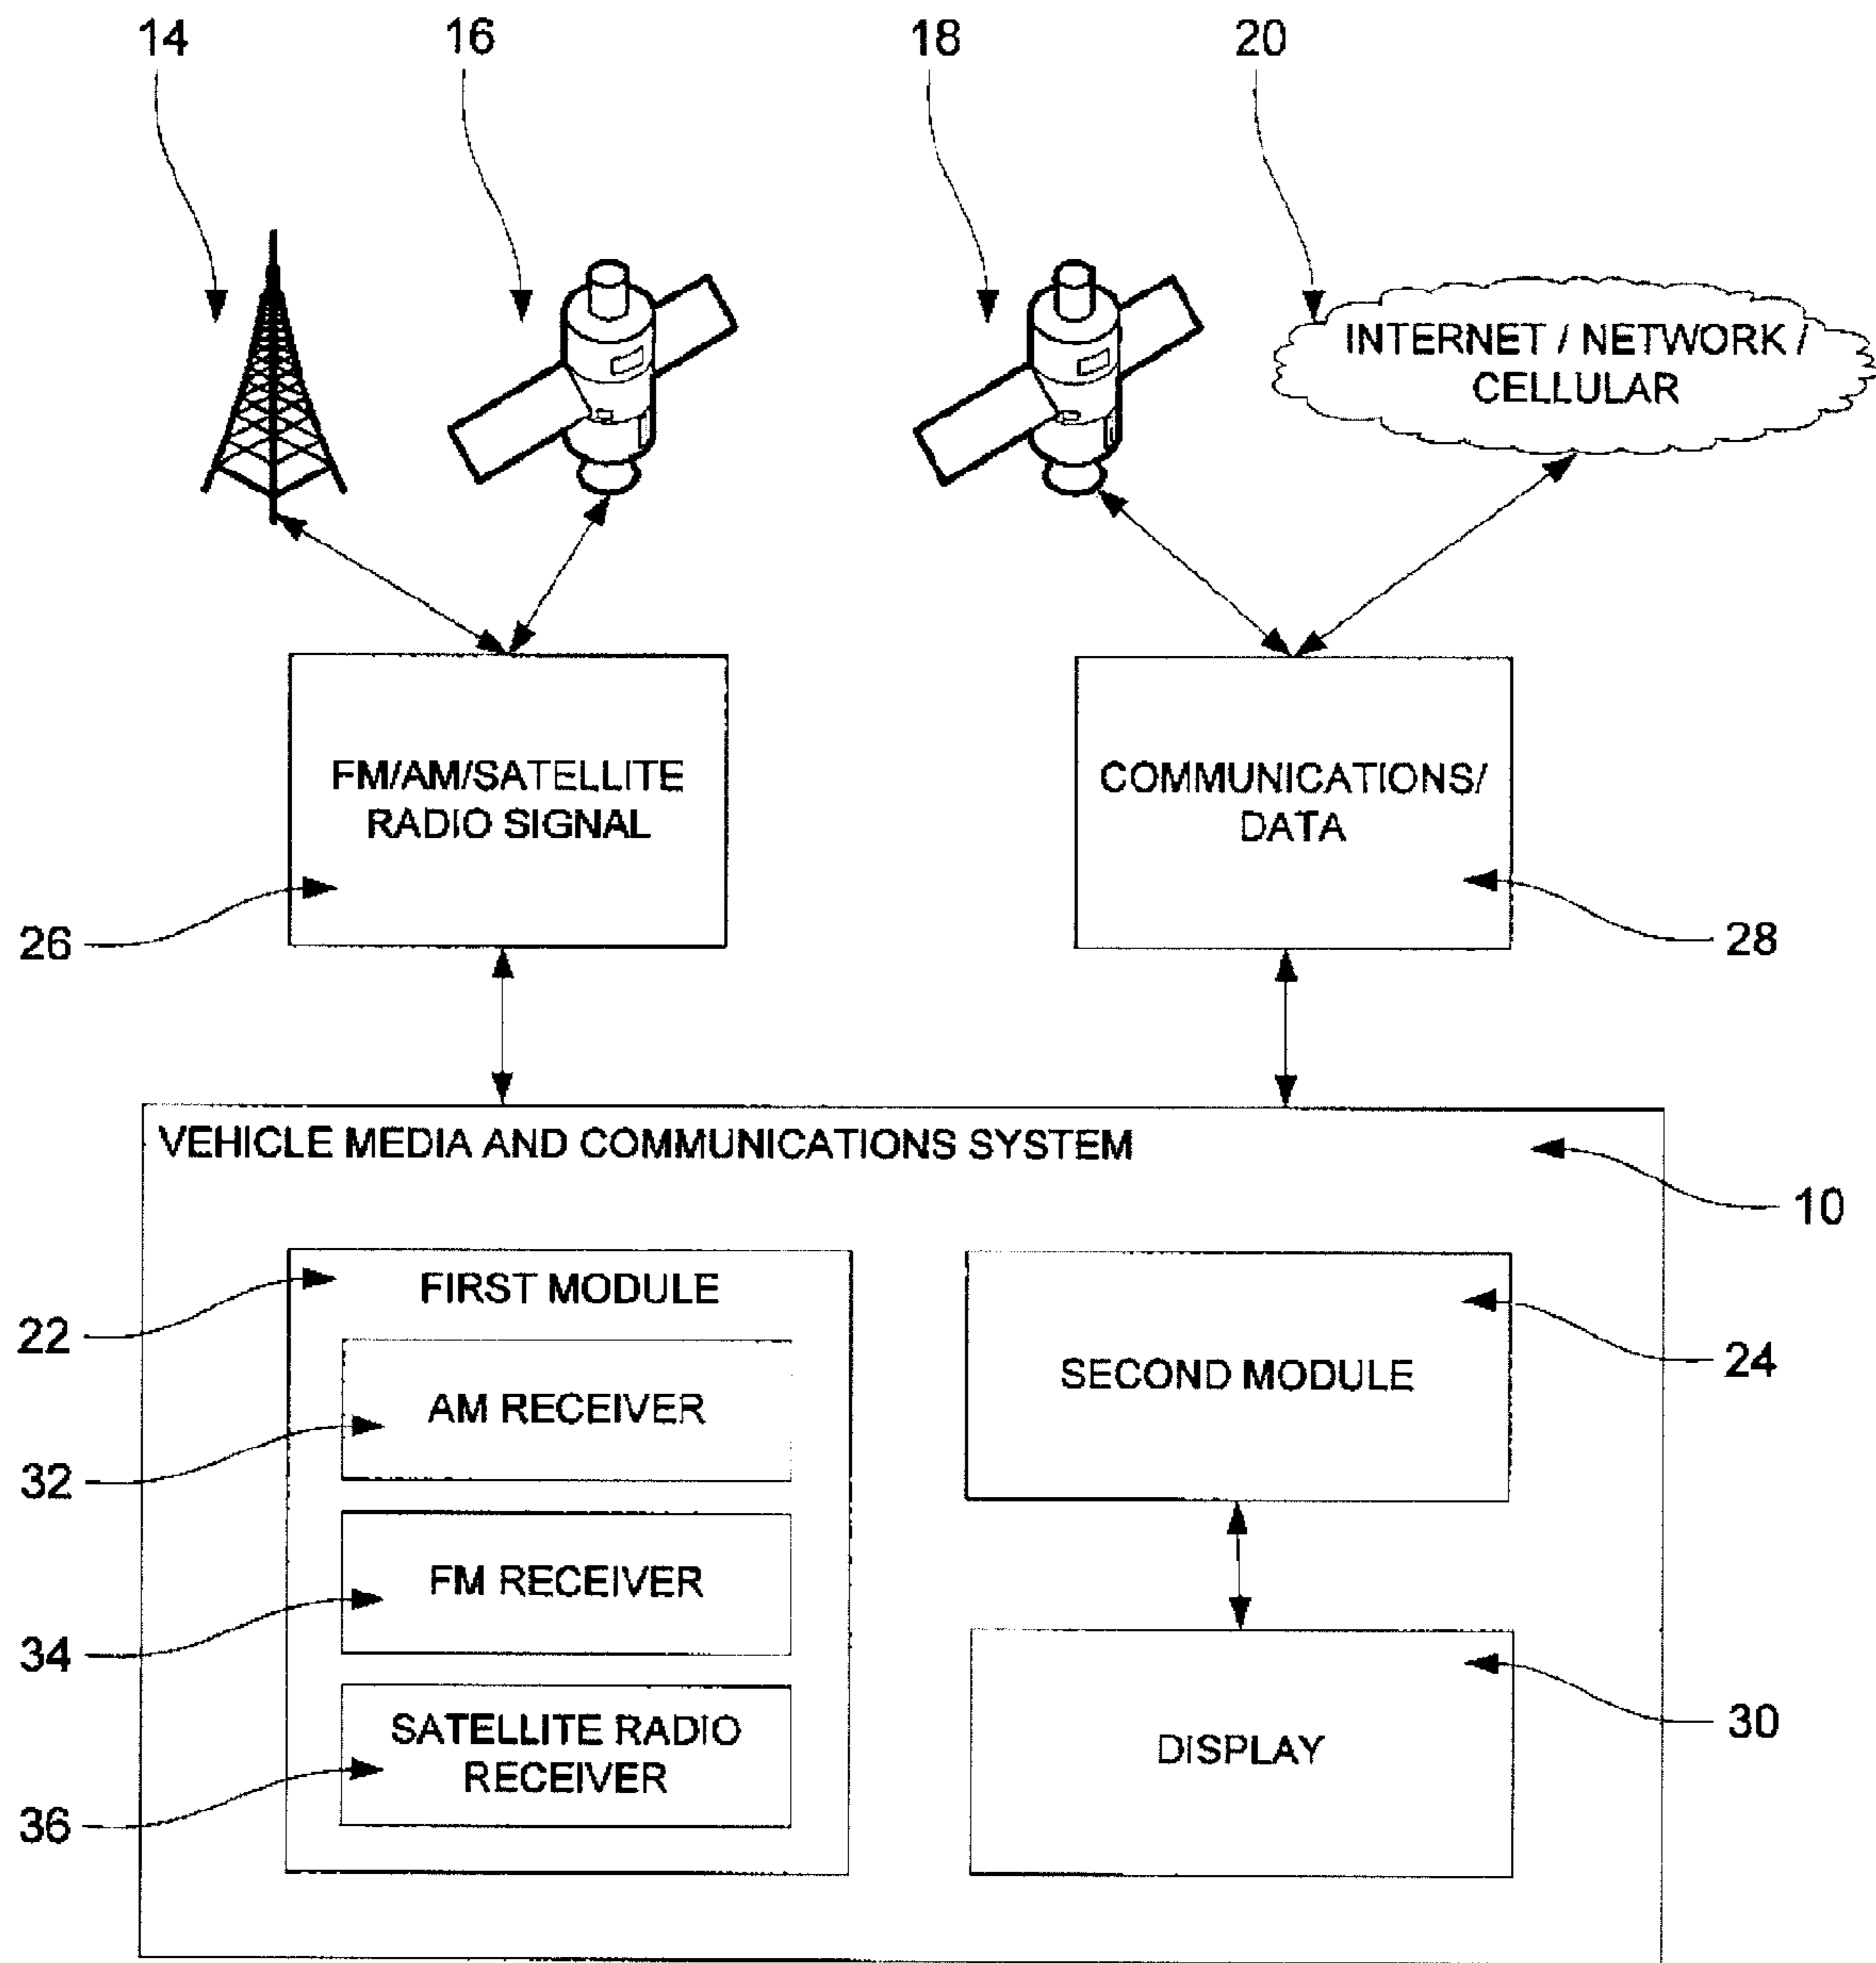 14
16
18
20
INTERNET / NETWORK /
CELLULAR
FM/AM/SATELLITE
RADIO SIGNAL
COMMUNICATIONS/
DATA
26
28
VEHICLE MEDIA AND COMMUNICATIONS SYSTEM
10
FIRST MODULE
22
AM RECEIVER
32
FM RECEIVER
34
SATELLITE RADIO
RECEIVER
36
SECOND MODULE
24
DISPLAY
30